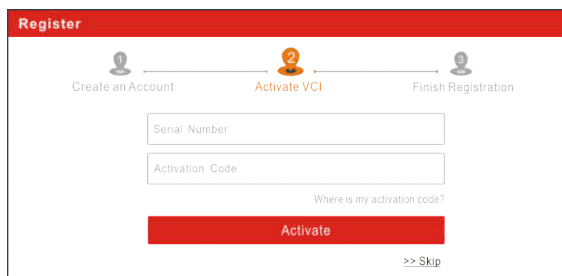 Register
1 2 3
Create an Account Activate VCI Finish Registration
Serial Number
Activation Code
Where is my activation code?
Activate
>> Skip